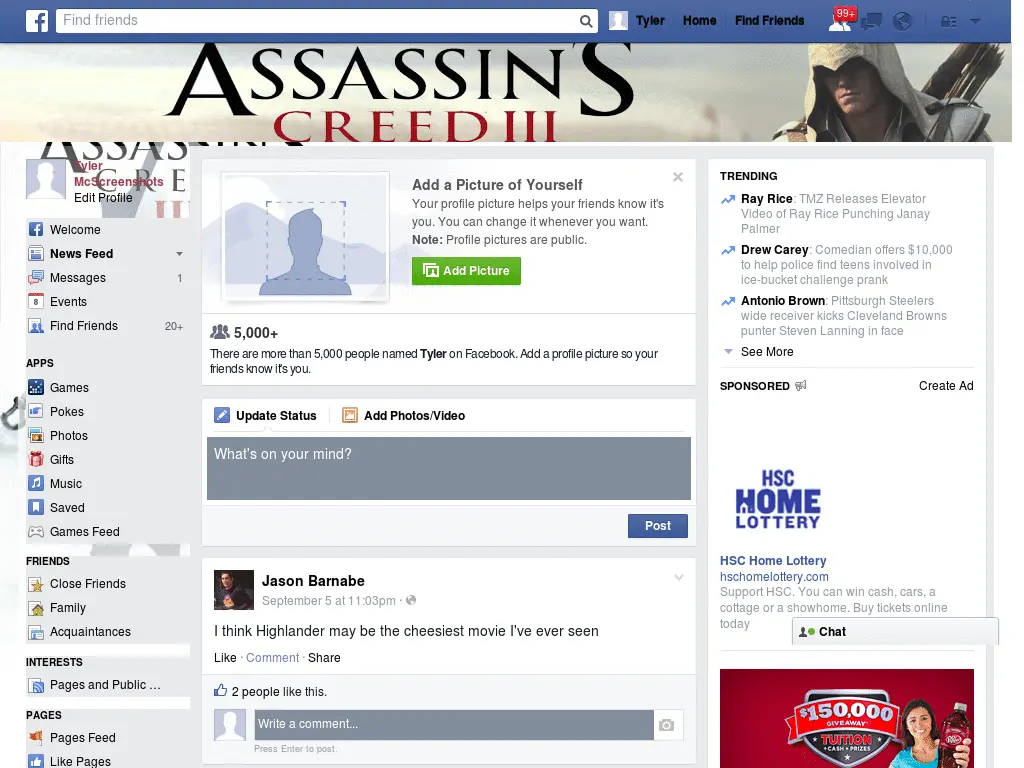 Find friends
Tyler
Home
Find Friends
99+
ASSASSIN'S
CREED III
Tyler
McScreenshots
Edit Profile
Welcome
News Feed
Messages 1
8
Events
Find Friends 20+
APPS
Games
Pokes
Photos
Gifts
Music
Saved
Games Feed
FRIENDS
Close Friends
Family
Acquaintances
INTERESTS
Pages and Public ...
PAGES
Pages Feed
Like Pages
Add a Picture of Yourself
Your profile picture helps your friends know it's
you. You can change it whenever you want.
Note: Profile pictures are public.
Add Picture
5,000+
There are more than 5,000 people named Tyler on Facebook. Add a profile picture so your
friends know it's you.
Update Status
Add Photos/Video
What's on your mind?
Post
Jason Barnabe
September 5 at 11:03pm ·
I think Highlander may be the cheesiest movie I've ever seen
Like · Comment · Share
2 people like this.
Write a comment...
Press Enter to post.
TRENDING
Ray Rice: TMZ Releases Elevator
Video of Ray Rice Punching Janay
Palmer
Drew Carey: Comedian offers $10,000
to help police find teens involved in
ice-bucket challenge prank
Antonio Brown: Pittsburgh Steelers
wide receiver kicks Cleveland Browns
punter Steven Lanning in face
See More
SPONSORED
Create Ad
HSC
HOME
LOTTERY
HSC Home Lottery
hschomelottery.com
Support HSC. You can win cash, cars, a
cottage or a showhome. Buy tickets online
today
Chat
$150,000
GIVEAWAY
TUITION
+CASH+PRIZES